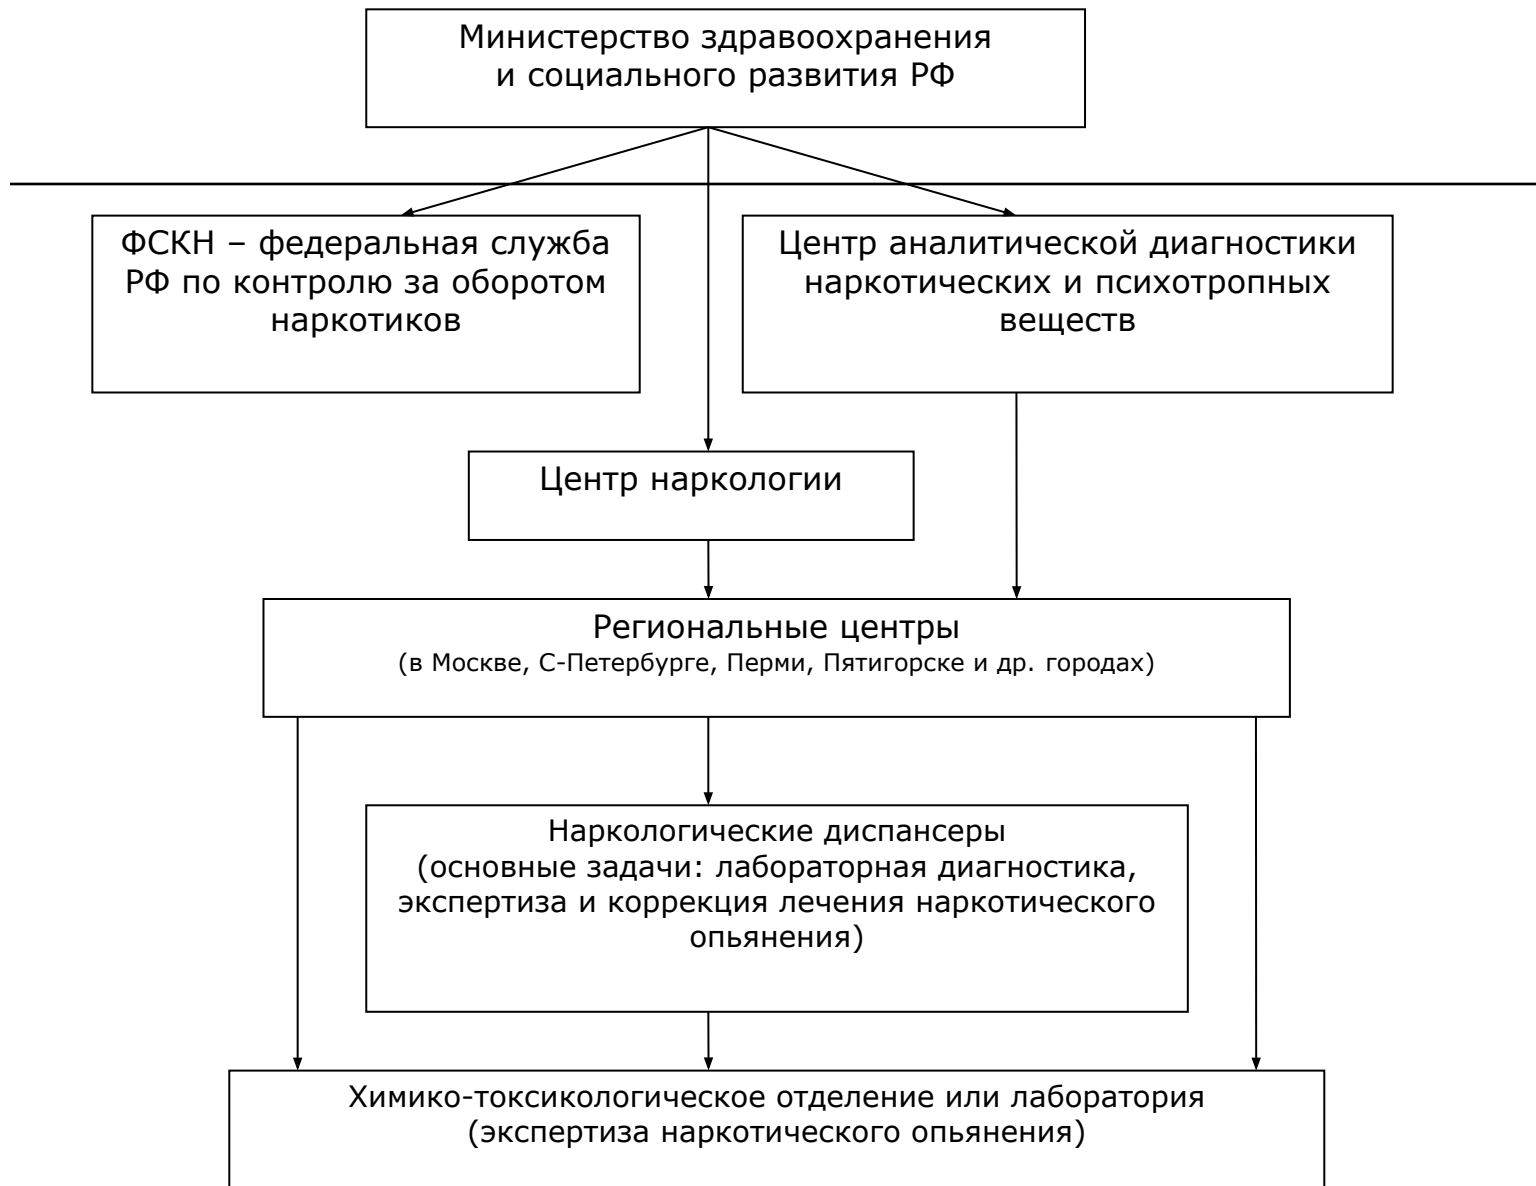 Министерство здравоохранения
и социального развития РФ
ФСКН – федеральная служба
РФ по контролю за оборотом
наркотиков
Центр аналитической диагностики
наркотических и психотропных
веществ
Центр наркологии
Региональные центры
(в Москве, С-Петербурге, Перми, Пятигорске и др. городах)
Наркологические диспансеры
(основные задачи: лабораторная диагностика,
экспертиза и коррекция лечения наркотического
опьянения)
Химико-токсикологическое отделение или лаборатория
(экспертиза наркотического опьянения)